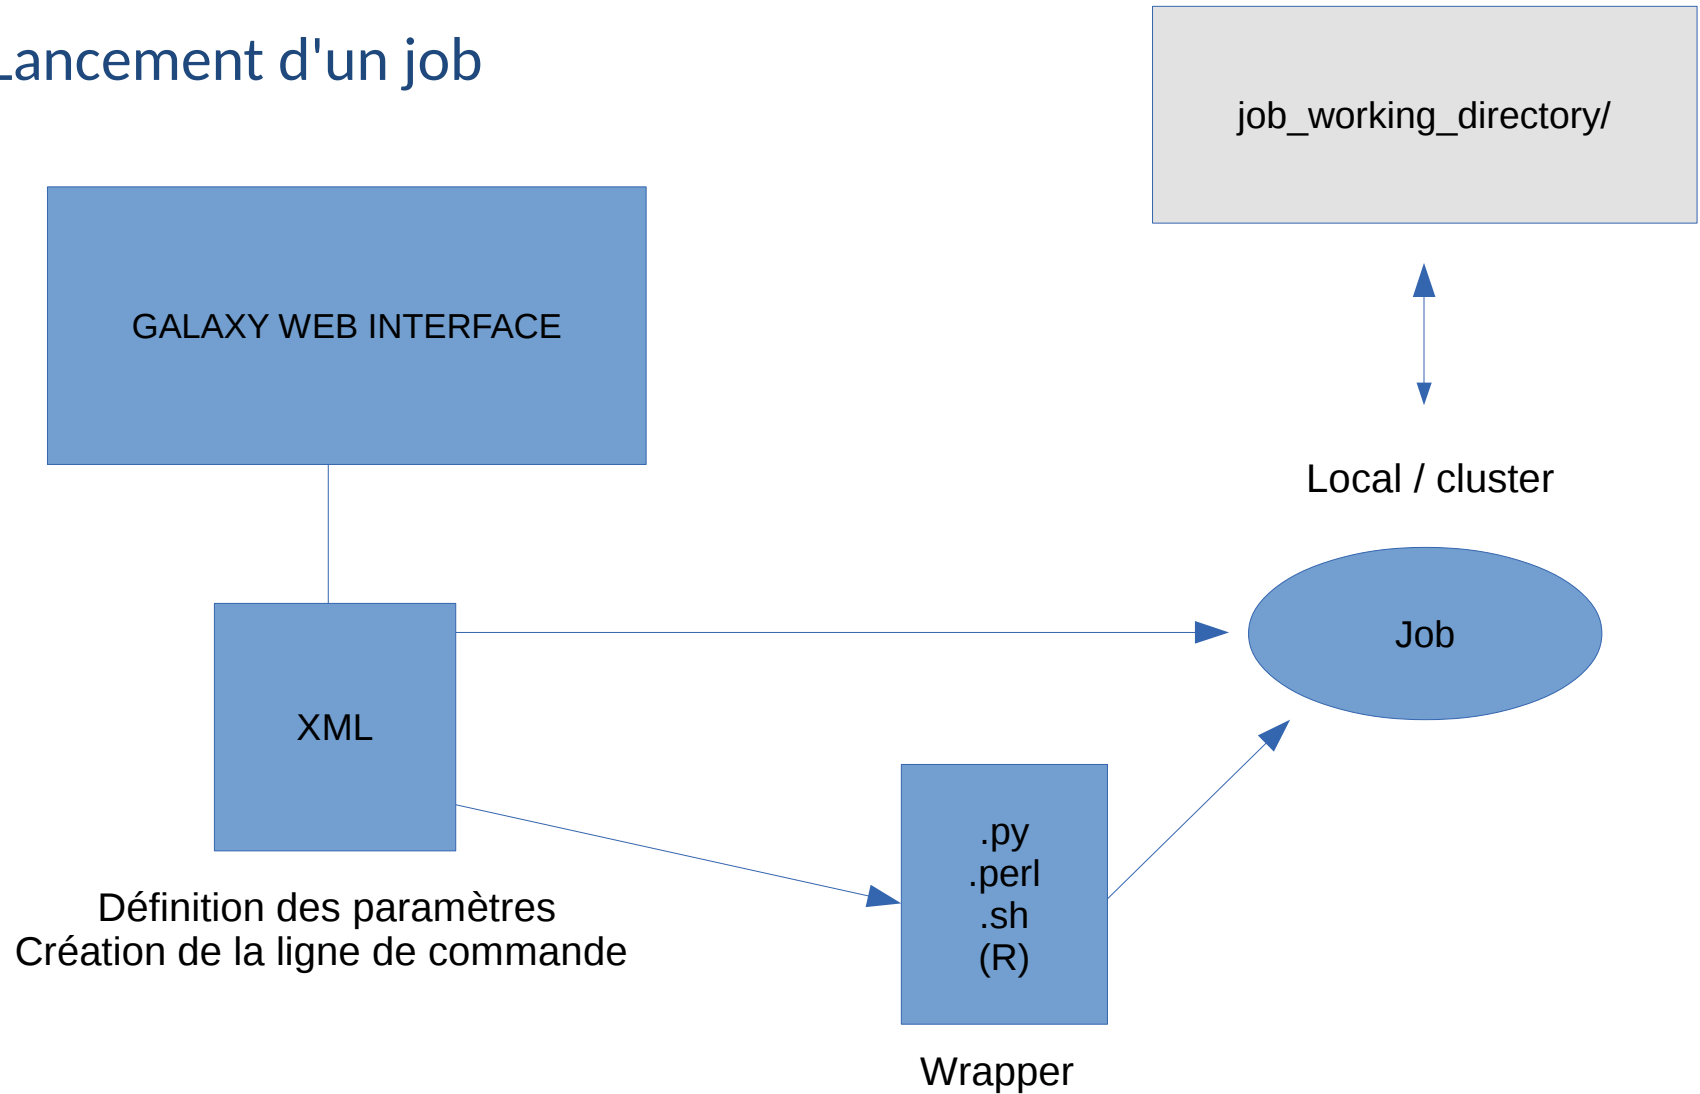 Lancement d'un job
job_working_directory/
GALAXY WEB INTERFACE
Local / cluster
Job
XML
.py
.perl
.sh
(R)
Définition des paramètres
Création de la ligne de commande
Wrapper